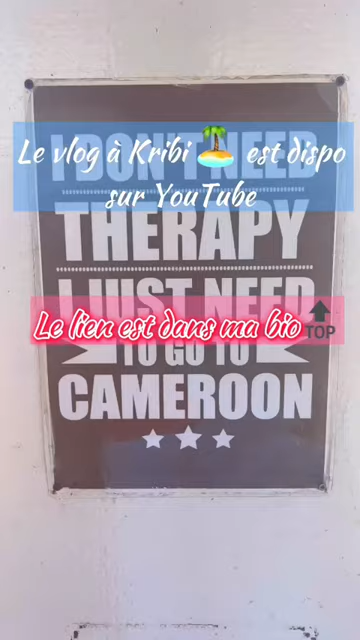 Le vlog à Kribi 🏝️ est dispo
sur YouTube
I DON'T NEED
THERAPY
I JUST NEED
Le lien est dans ma bio
TOP
TO GO TO
CAMEROON